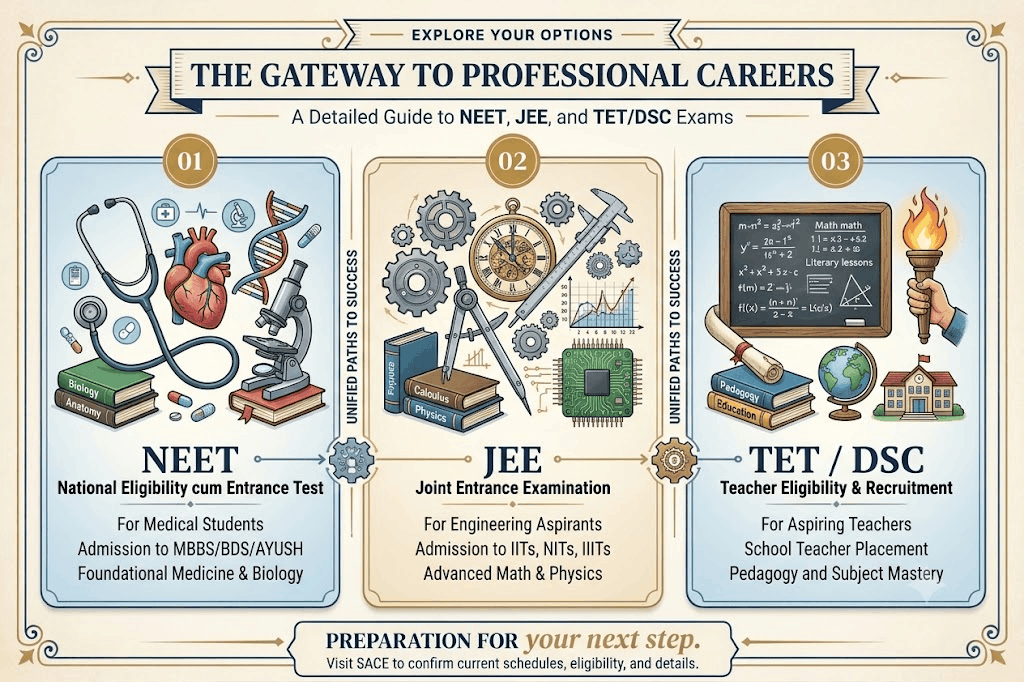 EXPLORE YOUR OPTIONS
THE GATEWAY TO PROFESSIONAL CAREERS
A Detailed Guide to NEET, JEE, and TET/DSC Exams
01
Biology
Anatomy
NEET
National Eligibility cum Entrance Test
For Medical Students
Admission to MBBS/BDS/AYUSH
Foundational Medicine & Biology
UNIFIED PATHS TO SUCCESS
02
Calculus
Physics
JEE
Joint Entrance Examination
For Engineering Aspirants
Admission to IITs, NITs, IIITs
Advanced Math & Physics
UNIFIED PATHS TO SUCCESS
03
Math math
Literary lessons
Pedagogy
Education
TET / DSC
Teacher Eligibility & Recruitment
For Aspiring Teachers
School Teacher Placement
Pedagogy and Subject Mastery
PREPARATION FOR your next step.
Visit SACE to confirm current schedules, eligibility, and details.